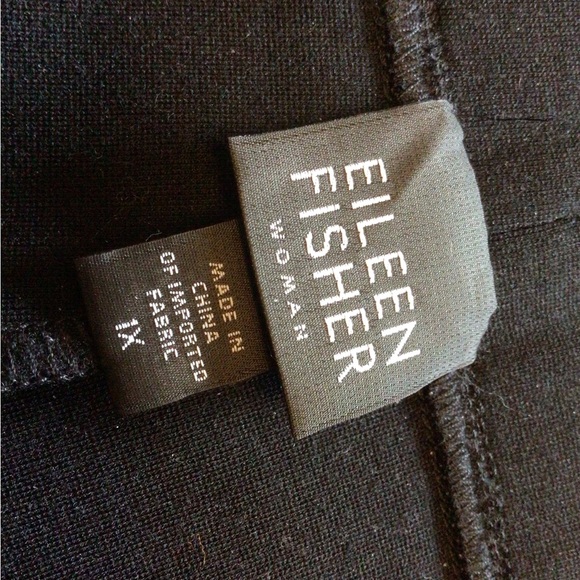 EILEEN
FISHER
WOMAN
MADE IN
CHINA
OF IMPORTED
FABRIC
1X